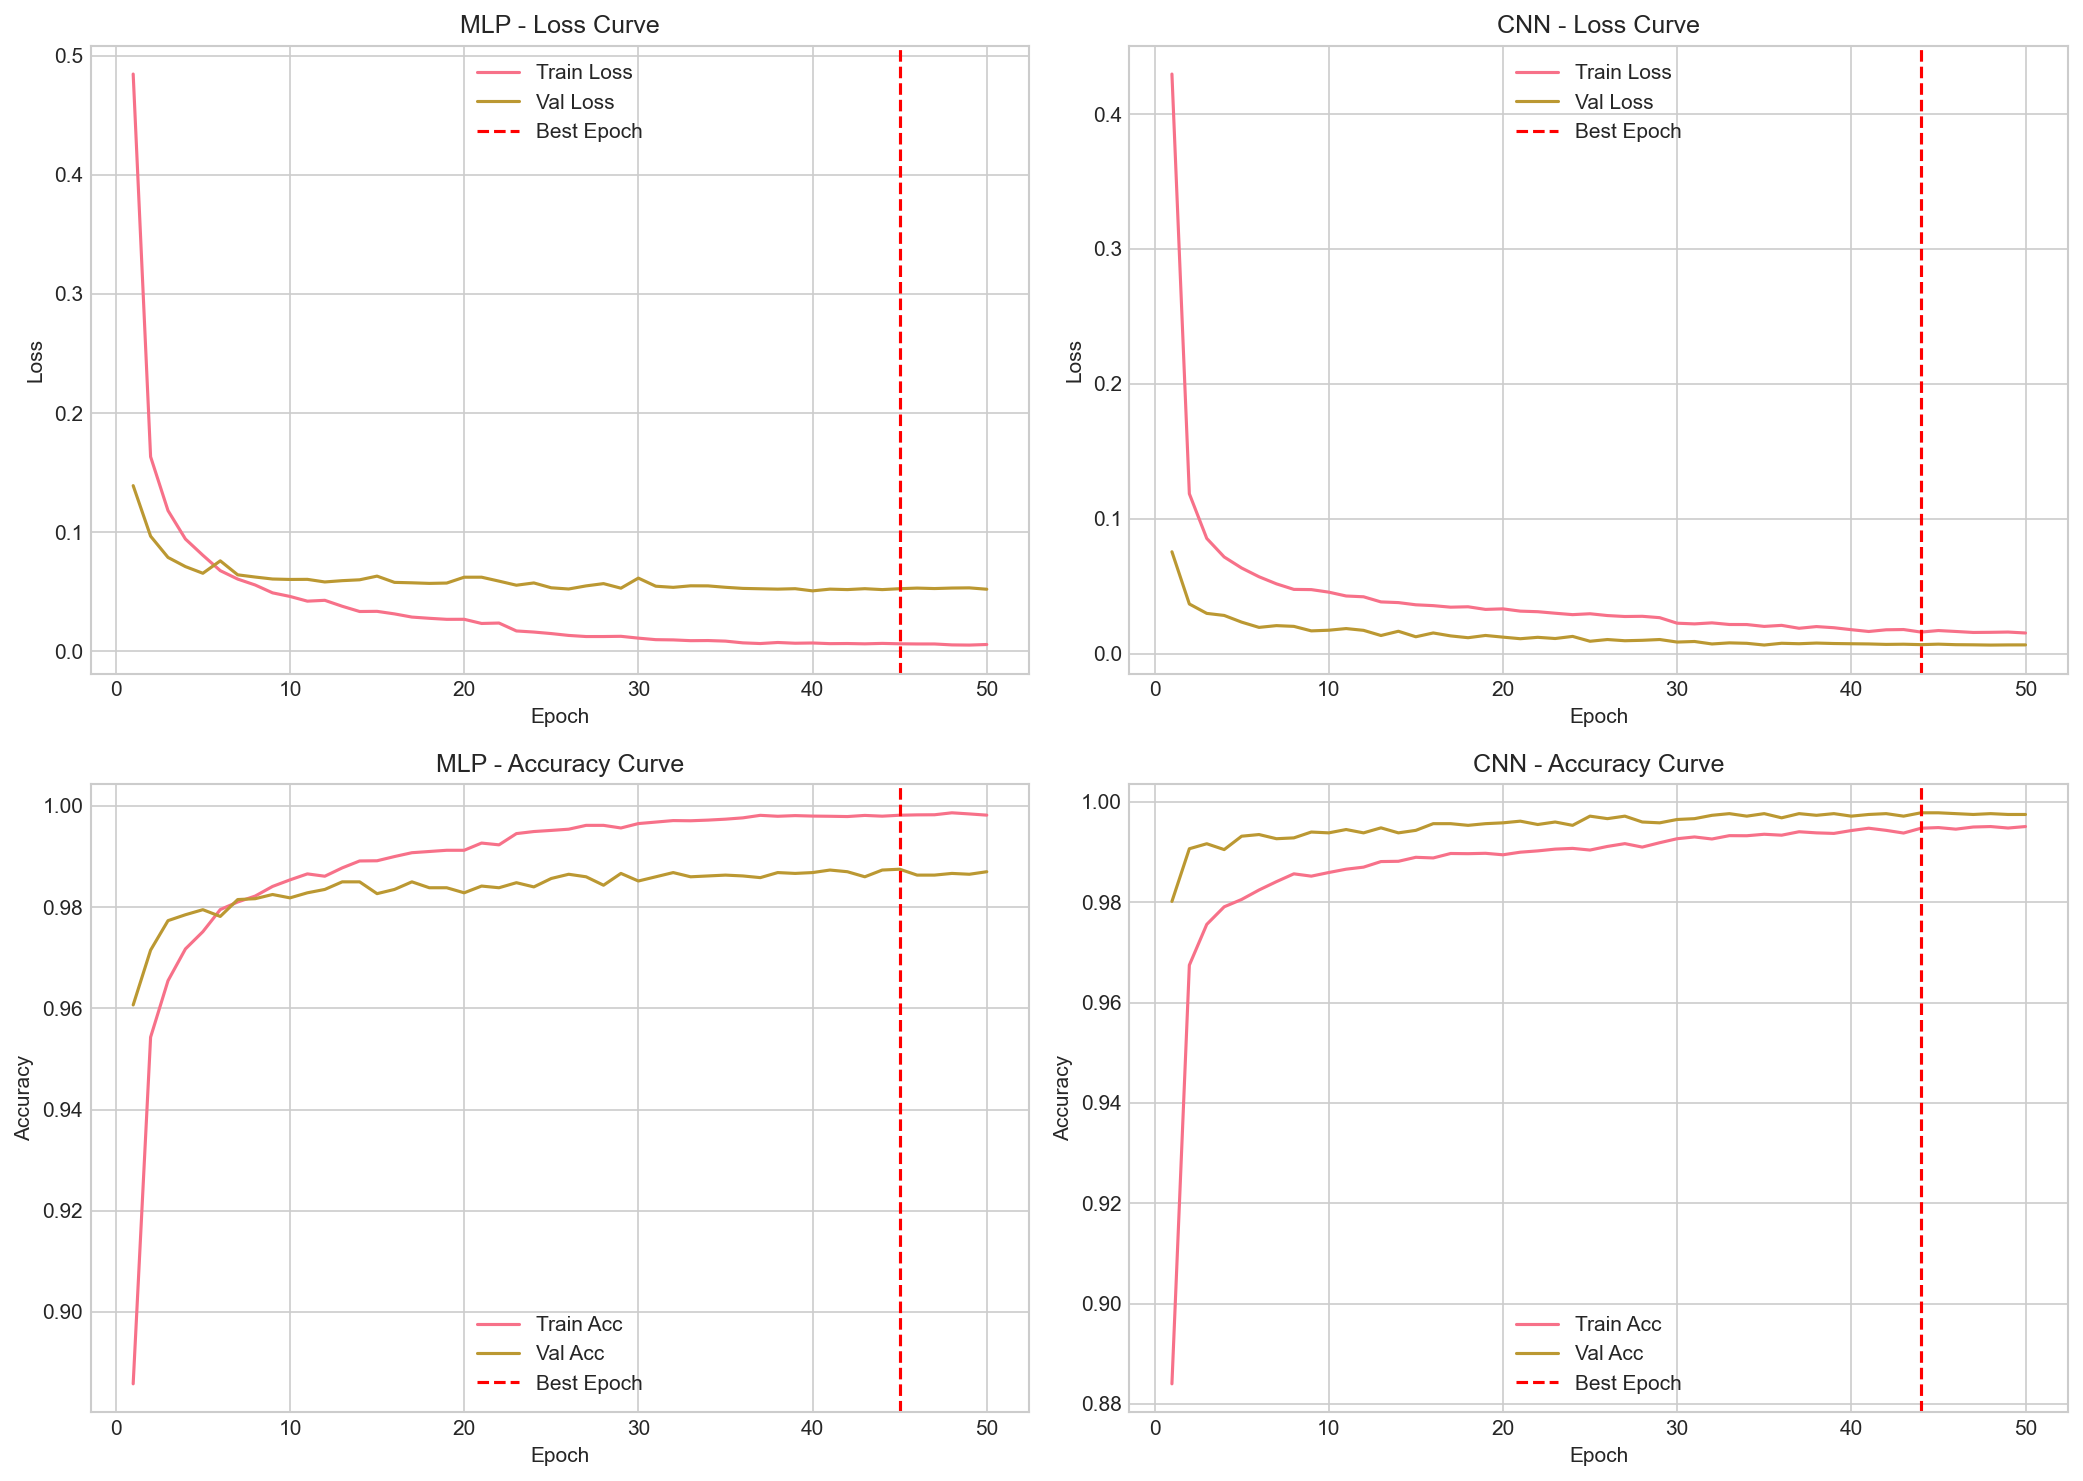 MLP - Loss Curve
0.5
0.4
0.3
0.2
0.1
0.0
Loss
Train Loss
Val Loss
Best Epoch
0 10 20 30 40 50
Epoch
CNN - Loss Curve
0.4
0.3
0.2
0.1
0.0
Loss
Train Loss
Val Loss
Best Epoch
0 10 20 30 40 50
Epoch
MLP - Accuracy Curve
1.00
0.98
0.96
0.94
0.92
0.90
Accuracy
Train Acc
Val Acc
Best Epoch
0 10 20 30 40 50
Epoch
CNN - Accuracy Curve
1.00
0.98
0.96
0.94
0.92
0.90
0.88
Accuracy
Train Acc
Val Acc
Best Epoch
0 10 20 30 40 50
Epoch